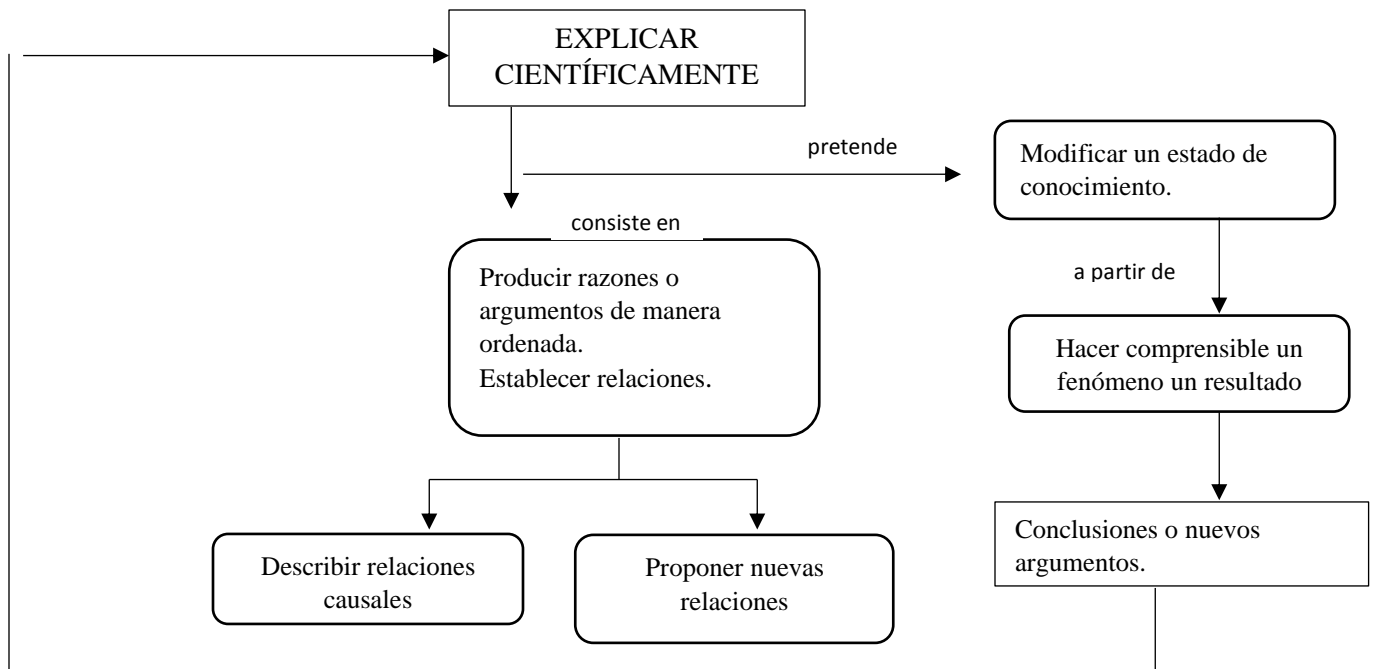 EXPLICAR
CIENTÍFICAMENTE
pretende
Modificar un estado de
conocimiento.
consiste en
Producir razones o
argumentos de manera
ordenada.
Establecer relaciones.
a partir de
Hacer comprensible un
fenómeno un resultado
Describir relaciones
causales
Proponer nuevas
relaciones
Conclusiones o nuevos
argumentos.